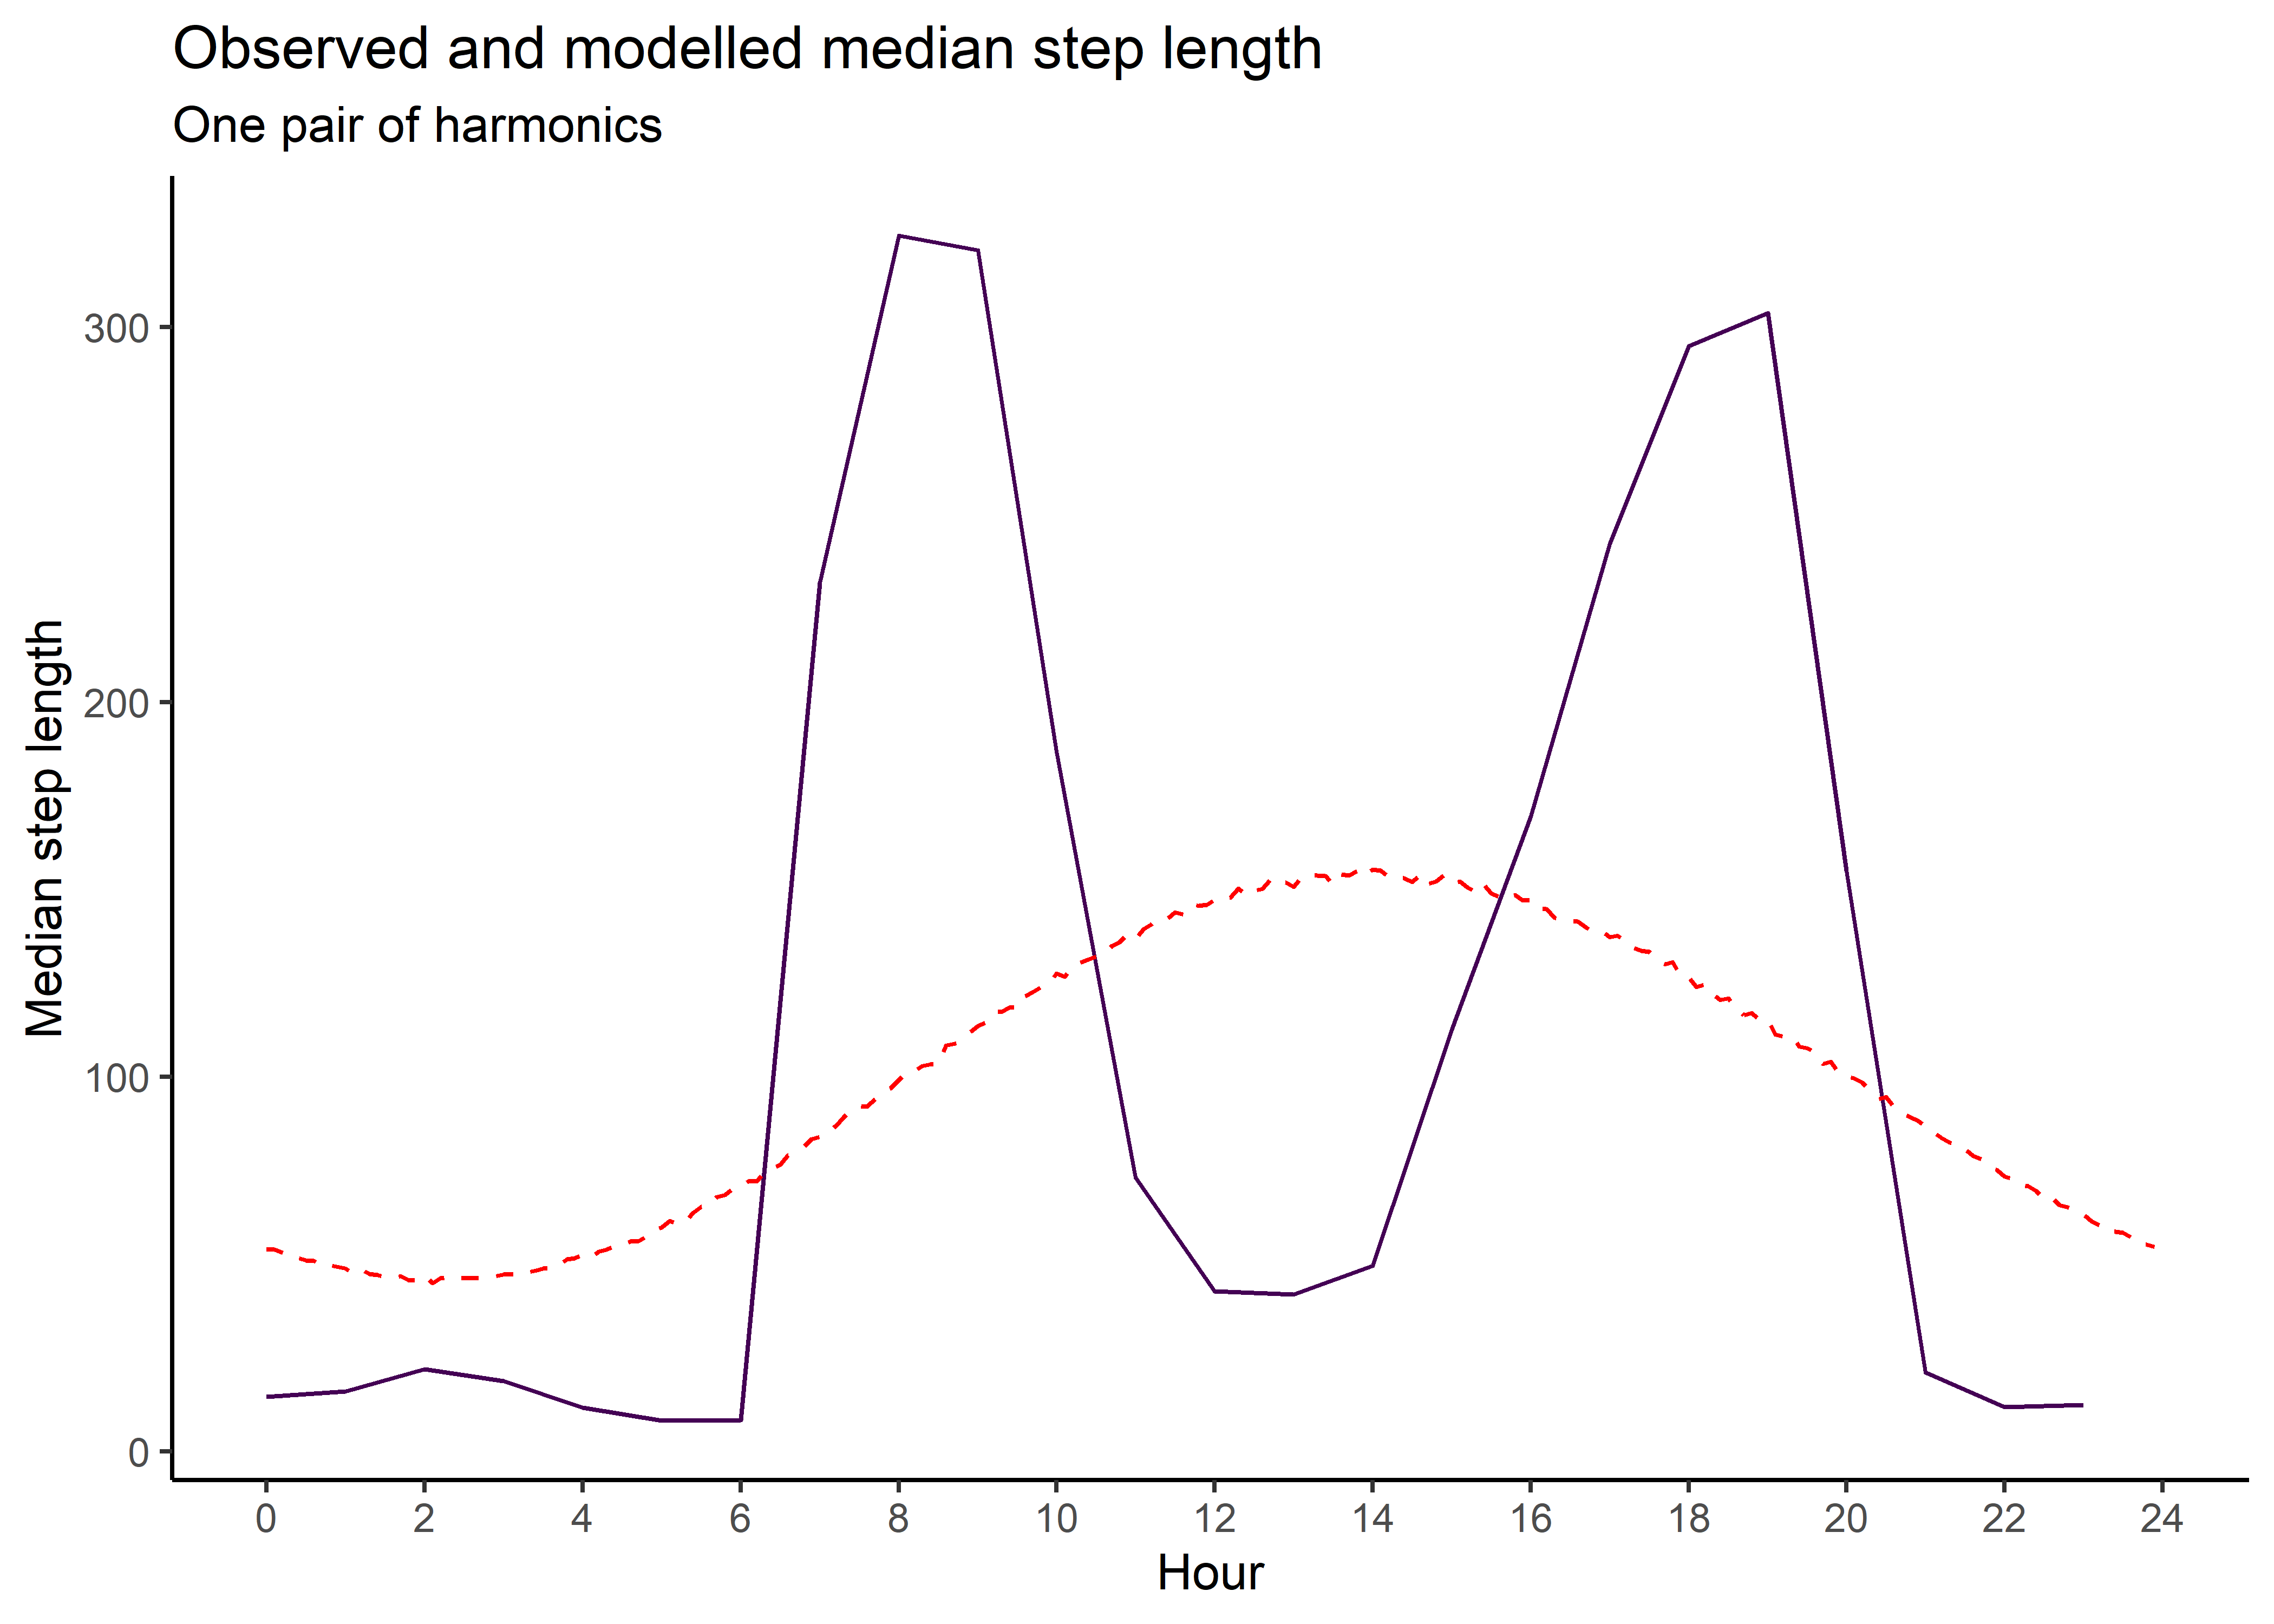 Observed and modelled median step length
One pair of harmonics
Median step length
300
200
100
0
0 2 4 6 8 10 12 14 16 18 20 22 24
Hour